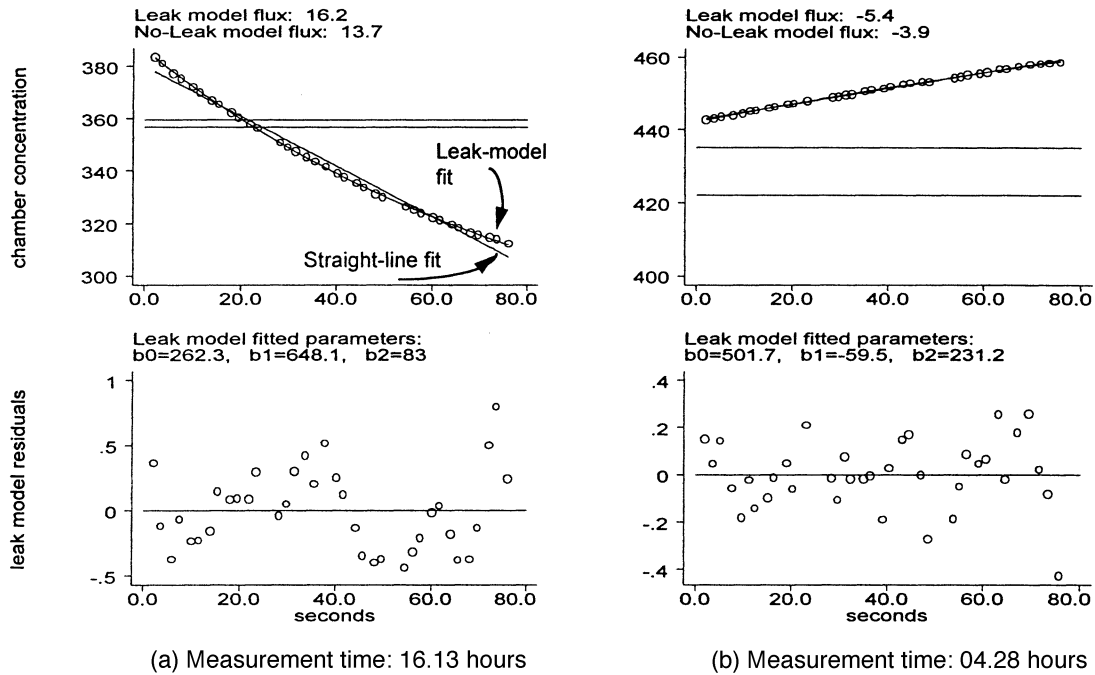 Leak model flux: 16.2
No-Leak model flux: 13.7
380
360
340
320
300
0.0
20.0
40.0
60.0
80.0
chamber concentration
Leak-model
fit
Straight-line fit
Leak model flux: -5.4
No-Leak model flux: -3.9
460
440
420
400
0.0
20.0
40.0
60.0
80.0
Leak model fitted parameters:
b0=262.3, b1=648.1, b2=83
1
.5
0
-.5
0.0
20.0
40.0
60.0
80.0
seconds
leak model residuals
Leak model fitted parameters:
b0=501.7, b1=-59.5, b2=231.2
.4
.2
0
-.2
-.4
0.0
20.0
40.0
60.0
80.0
seconds
(a) Measurement time: 16.13 hours
(b) Measurement time: 04.28 hours